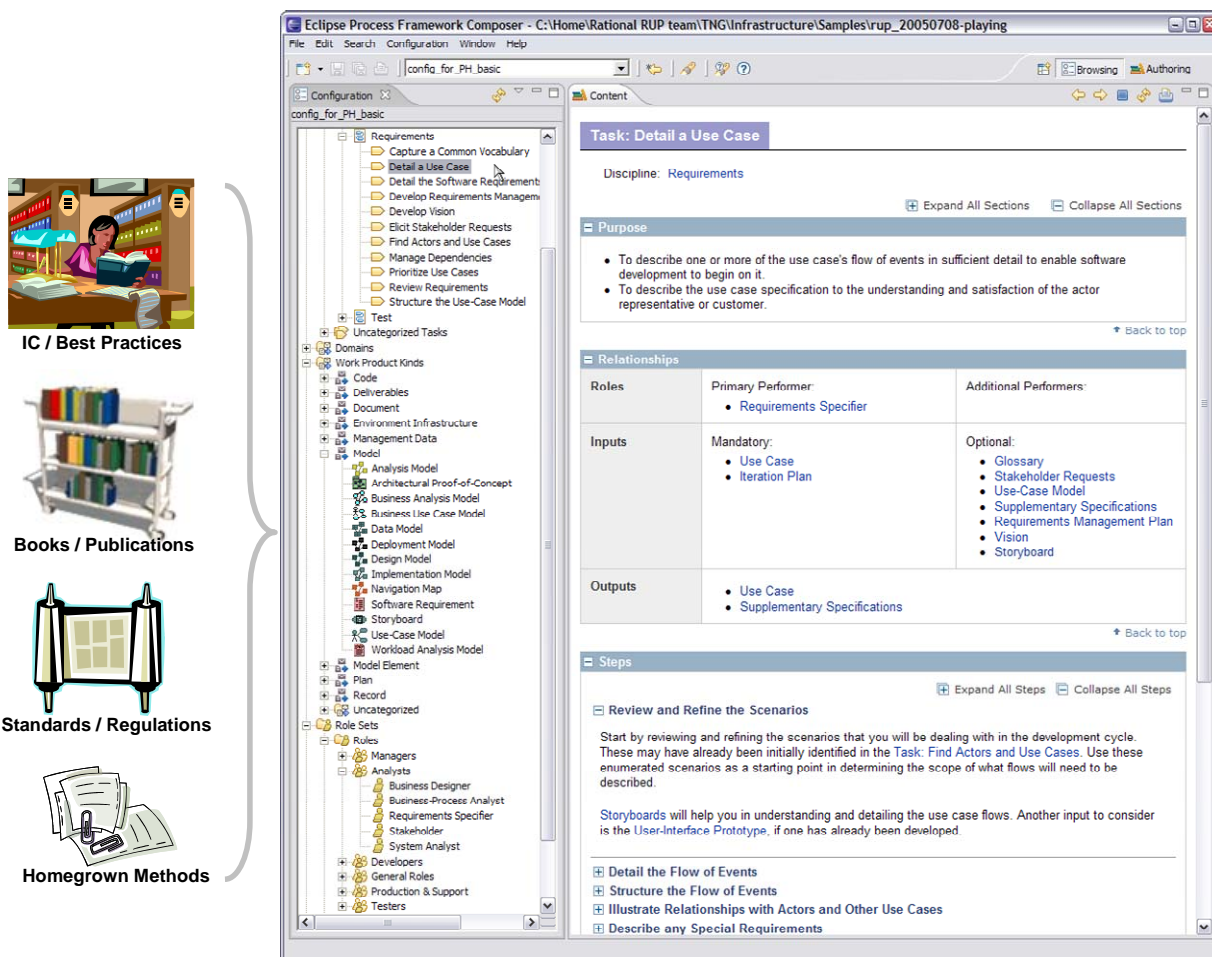 IC / Best Practices
Books / Publications
Standards / Regulations
Homegrown Methods
Eclipse Process Framework Composer - C:\Home\Rational RUP team\TNG\Infrastructure\Samples\rup_20050708-playing
File Edit Search Configuration Window Help
config_for_PH_basic
Browsing Authoring
Configuration
config_for_PH_basic
Requirements
Capture a Common Vocabulary
Detail a Use Case
Detail the Software Requirements
Develop Requirements Managem
Develop Vision
Elicit Stakeholder Requests
Find Actors and Use Cases
Manage Dependencies
Prioritize Use Cases
Review Requirements
Structure the Use-Case Model
Test
Uncategorized Tasks
Domains
Work Product Kinds
Code
Deliverables
Document
Environment Infrastructure
Management Data
Model
Analysis Model
Architectural Proof-of-Concept
Business Analysis Model
Business Use Case Model
Data Model
Deployment Model
Design Model
Implementation Model
Navigation Map
Software Requirement
Storyboard
Use-Case Model
Workload Analysis Model
Model Element
Plan
Record
Uncategorized
Role Sets
Roles
Managers
Analysts
Business Designer
Business-Process Analyst
Requirements Specifier
Stakeholder
System Analyst
Developers
General Roles
Production & Support
Testers
Content
Task: Detail a Use Case
Discipline: Requirements
Expand All Sections Collapse All Sections
Purpose
• To describe one or more of the use case's flow of events in sufficient detail to enable software
development to begin on it.
• To describe the use case specification to the understanding and satisfaction of the actor
representative or customer.
Back to top
Relationships
Roles
Primary Performer:
• Requirements Specifier
Additional Performers:
Inputs
Mandatory:
• Use Case
• Iteration Plan
Optional:
• Glossary
• Stakeholder Requests
• Use-Case Model
• Supplementary Specifications
• Requirements Management Plan
• Vision
• Storyboard
Outputs
• Use Case
• Supplementary Specifications
Back to top
Steps
Expand All Steps Collapse All Steps
Review and Refine the Scenarios
Start by reviewing and refining the scenarios that you will be dealing with in the development cycle.
These may have already been initially identified in the Task: Find Actors and Use Cases. Use these
enumerated scenarios as a starting point in determining the scope of what flows will need to be
described.
Storyboards will help you in understanding and detailing the use case flows. Another input to consider
is the User-Interface Prototype, if one has already been developed.
Detail the Flow of Events
Structure the Flow of Events
Illustrate Relationships with Actors and Other Use Cases
Describe any Special Requirements